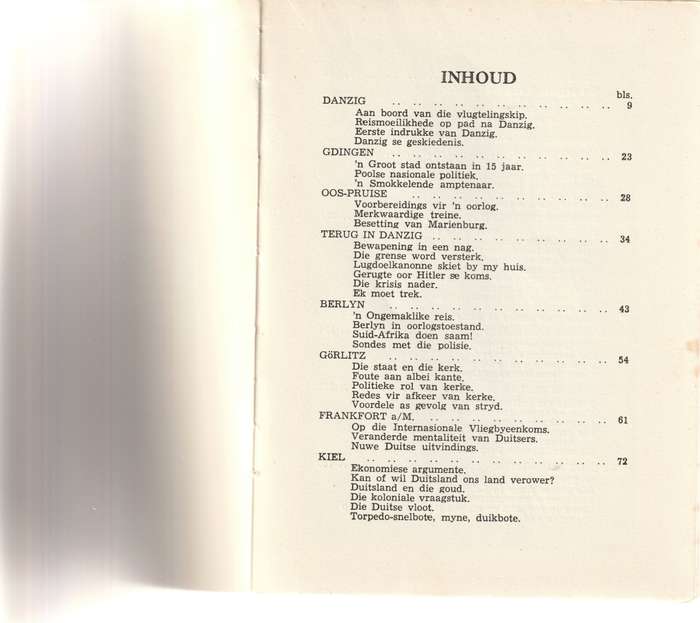 INHOUD
bls.
DANZIG .. .. .. .. .. .. .. .. .. .. .. 9
Aan boord van die vlugtelingskip.
Reismoeilikhede op pad na Danzig.
Eerste indrukke van Danzig.
Danzig se geskiedenis.
GDINGEN .. .. .. .. .. .. .. .. .. .. .. 23
'n Groot stad ontstaan in 15 jaar.
Poolse nasionale politiek.
'n Smokkelende amptenaar.
OOS-PRUISE .. .. .. .. .. .. .. .. .. .. 28
Voorbereidings vir 'n oorlog.
Merkwaardige treine.
Besetting van Marienburg.
TERUG IN DANZIG .. .. .. .. .. .. .. .. .. 34
Bewapening in een nag.
Die grense word versterk.
Lugdoelkanonne skiet by my huis.
Gerugte oor Hitler se koms.
Die krisis nader.
Ek moet trek.
BERLYN .. .. .. .. .. .. .. .. .. .. .. 43
'n Ongemaklike reis.
Berlyn in oorlogstoestand.
Suid-Afrika doen saam!
Sondes met die polisie.
GöRLITZ .. .. .. .. .. .. .. .. .. .. .. 54
Die staat en die kerk.
Foute aan albei kante.
Politieke rol van kerke.
Redes vir afkeer van kerke.
Voordele as gevolg van stryd.
FRANKFORT a/M. .. .. .. .. .. .. .. .. .. 61
Op die Internasionale Vliegbyeenkoms.
Veranderde mentaliteit van Duitsers.
Nuwe Duitse uitvindings.
KIEL .. .. .. .. .. .. .. .. .. .. .. .. 72
Ekonomiese argumente.
Kan of wil Duitsland ons land verower?
Duitsland en die goud.
Die koloniale vraagstuk.
Die Duitse vloot.
Torpedo-snelbote, myne, duikbote.